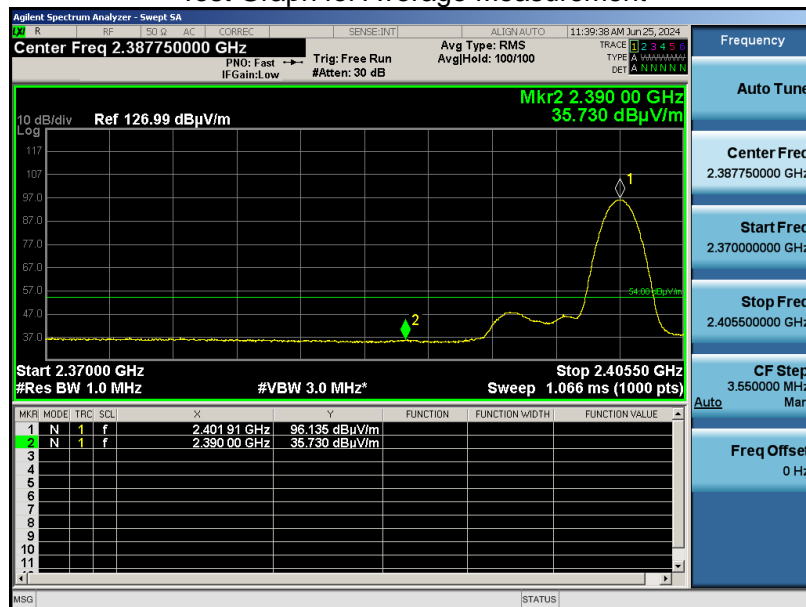 Test Graph for Average Measurement
Agilent Spectrum Analyzer - Swept SA
R RF 50 Ω AC CORREC SENSE:INT ALIGN AUTO 11:39:38 AM Jun 25, 2024
Center Freq 2.387750000 GHz
PNO: Fast Trig: Free Run
IFGain:Low #Atten: 30 dB
Avg Type: RMS
Avg|Hold: 100/100
TRACE 1 2 3 4 5 6
TYPE A WWWWW
DET A N N N N N
Mkr2 2.390 00 GHz
35.730 dBµV/m
10 dB/div Ref 126.99 dBµV/m
Log
117
107
97.0
87.0
77.0
67.0
57.0
47.0
37.0
1
2
54.00 dBµV/m
Start 2.37000 GHz Stop 2.40550 GHz
#Res BW 1.0 MHz #VBW 3.0 MHz* Sweep 1.066 ms (1000 pts)
MKR MODE TRC SCL X Y FUNCTION FUNCTION WIDTH FUNCTION VALUE
1 N 1 f 2.401 91 GHz 96.135 dBµV/m
2 N 1 f 2.390 00 GHz 35.730 dBµV/m
3
4
5
6
7
8
9
10
11
MSG STATUS
Frequency
Auto Tune
Center Freq
2.387750000 GHz
Start Freq
2.370000000 GHz
Stop Freq
2.405500000 GHz
CF Step
3.550000 MHz
Auto Man
Freq Offset
0 Hz